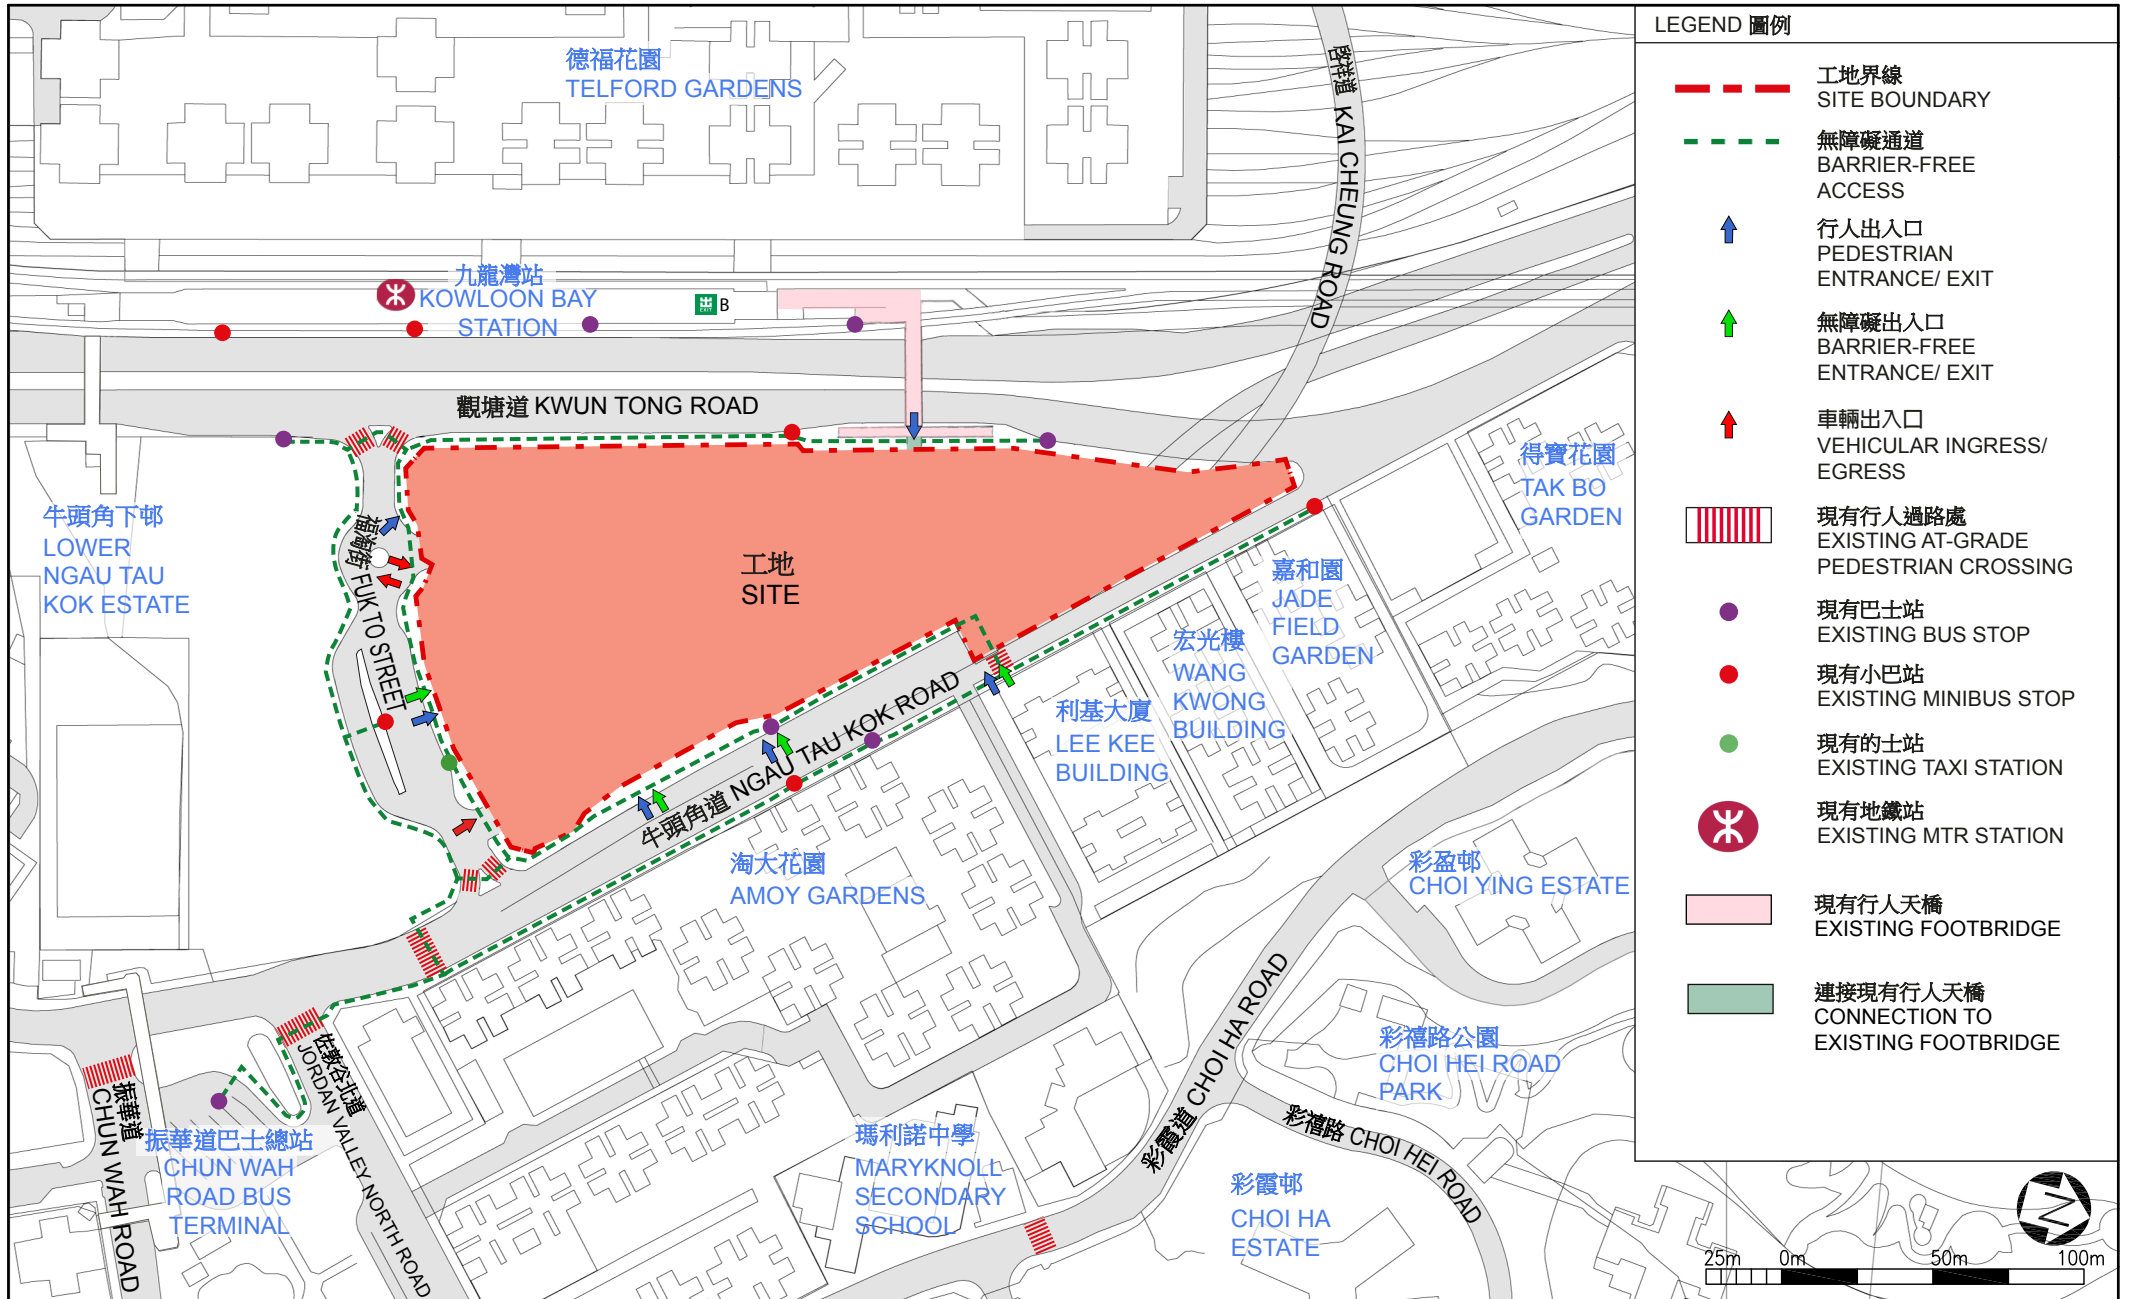 德福花園
TELFORD GARDENS
啓祥道 KAI CHEUNG ROAD
九龍灣站
KOWLOON BAY
STATION
出
EXIT
B
觀塘道 KWUN TONG ROAD
牛頭角下邨
LOWER
NGAU TAU
KOK ESTATE
福淘街 FUK TO STREET
工地
SITE
得寶花園
TAK BO
GARDEN
嘉和園
JADE
FIELD
GARDEN
宏光樓
WANG
KWONG
BUILDING
利基大廈
LEE KEE
BUILDING
牛頭角道 NGAU TAU KOK ROAD
淘大花園
AMOY GARDENS
彩盈邨
CHOI YING ESTATE
彩霞道 CHOI HA ROAD
彩禧路公園
CHOI HEI ROAD
PARK
彩禧路 CHOI HEI ROAD
彩霞邨
CHOI HA
ESTATE
瑪利諾中學
MARYKNOLL
SECONDARY
SCHOOL
佐敦谷北道
JORDAN VALLEY NORTH ROAD
振華道
CHUN WAH ROAD
振華道巴士總站
CHUN WAH
ROAD BUS
TERMINAL
LEGEND 圖例
工地界線
SITE BOUNDARY
無障礙通道
BARRIER-FREE
ACCESS
行人出入口
PEDESTRIAN
ENTRANCE/ EXIT
無障礙出入口
BARRIER-FREE
ENTRANCE/ EXIT
車輛出入口
VEHICULAR INGRESS/
EGRESS
現有行人過路處
EXISTING AT-GRADE
PEDESTRIAN CROSSING
現有巴士站
EXISTING BUS STOP
現有小巴站
EXISTING MINIBUS STOP
現有的士站
EXISTING TAXI STATION
現有地鐵站
EXISTING MTR STATION
現有行人天橋
EXISTING FOOTBRIDGE
連接現有行人天橋
CONNECTION TO
EXISTING FOOTBRIDGE
N
25m 0m 50m 100m